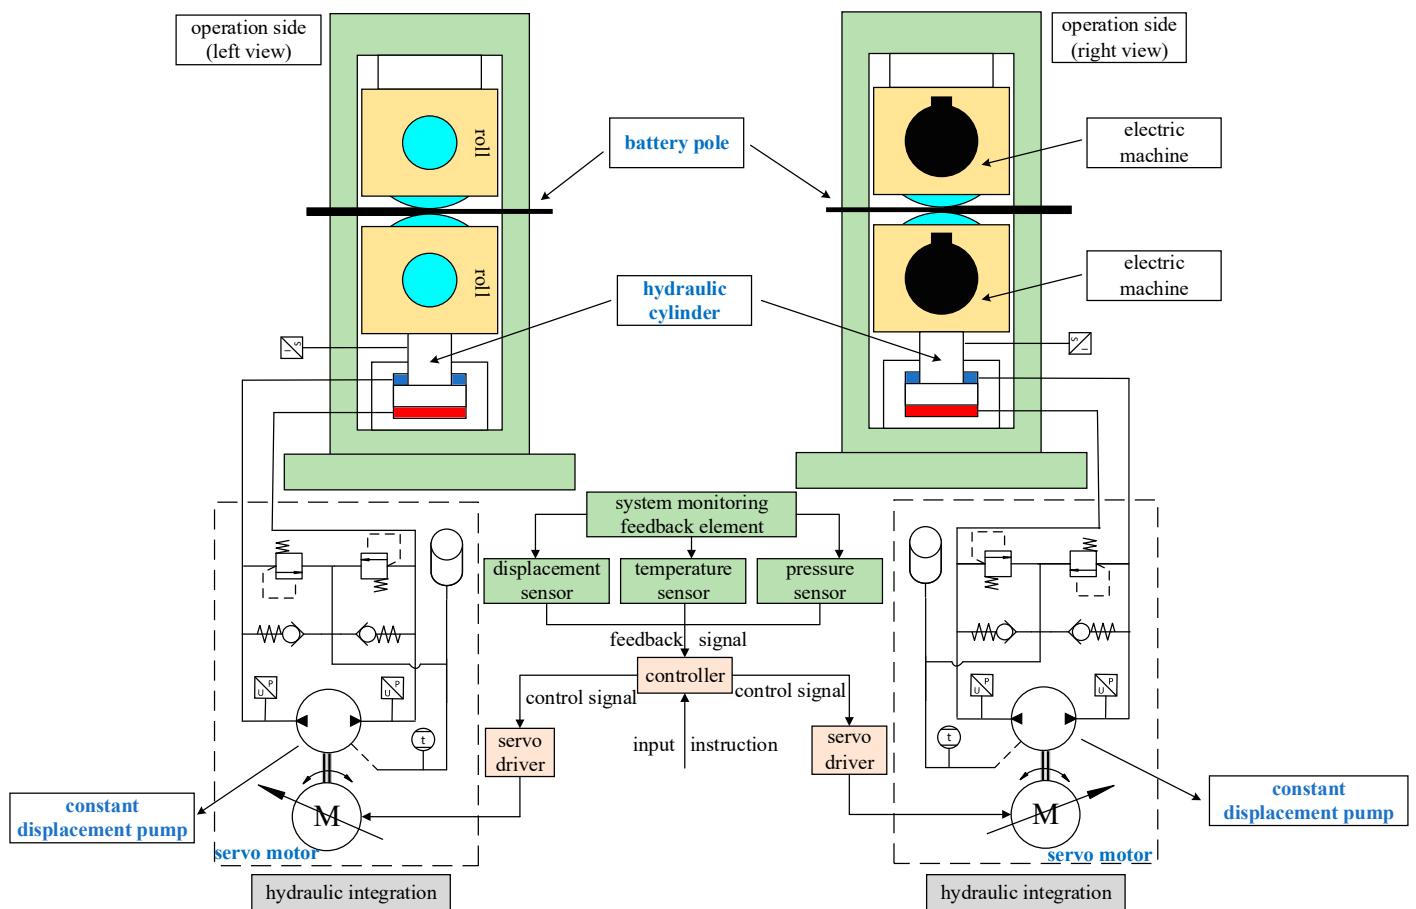 operation side
(left view)
operation side
(right view)
roll
roll
battery pole
electric
machine
electric
machine
hydraulic
cylinder
S
I
S
I
system monitoring
feedback element
displacement
sensor
temperature
sensor
pressure
sensor
feedback signal
controller
control signal
control signal
input instruction
servo
driver
servo
driver
P
U
P
U
P
U
P
U
t
t
M
M
constant
displacement pump
constant
displacement pump
servo motor
servo motor
hydraulic integration
hydraulic integration